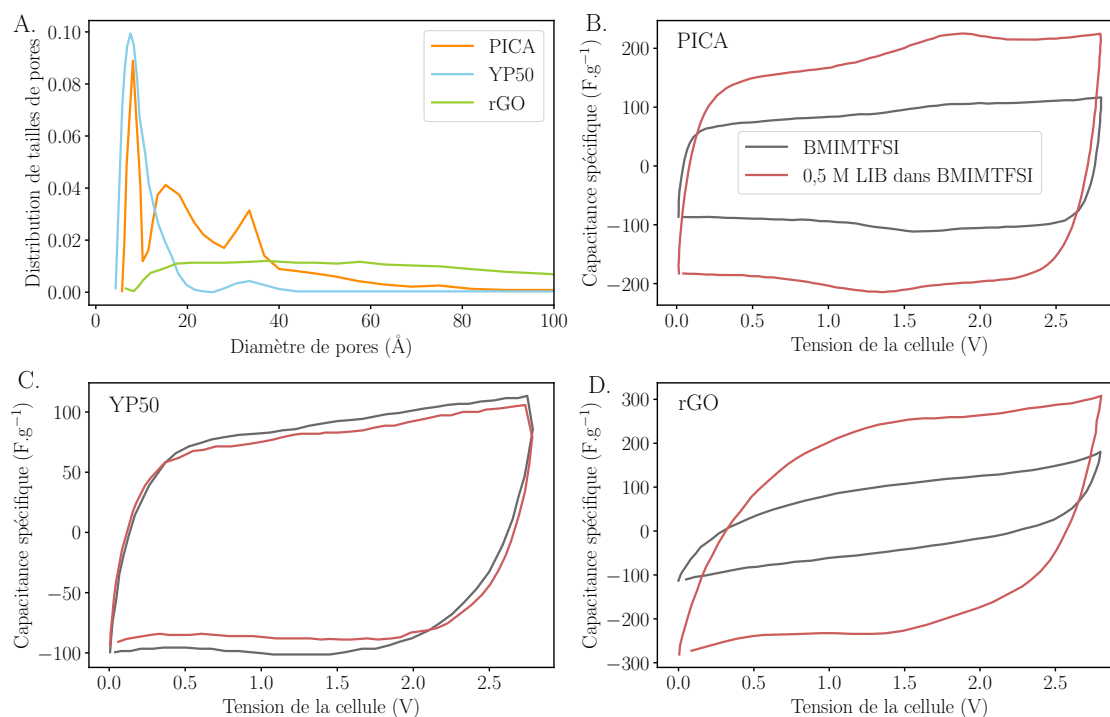 A.
0.10
0.08
0.06
0.04
0.02
0.00
Distribution de tailles de pores
PICA
YP50
rGO
0
20
40
60
80
100
Diamètre de pores (Å)
B.
PICA
200
100
0
−100
−200
Capacitance spécifique (F.g⁻¹)
BMIMTFSI
0,5 M LIB dans BMIMTFSI
0.0
0.5
1.0
1.5
2.0
2.5
Tension de la cellule (V)
C.
YP50
100
50
0
−50
−100
Capacitance spécifique (F.g⁻¹)
0.0
0.5
1.0
1.5
2.0
2.5
Tension de la cellule (V)
D.
rGO
300
200
100
0
−100
−200
−300
Capacitance spécifique (F.g⁻¹)
0.0
0.5
1.0
1.5
2.0
2.5
Tension de la cellule (V)